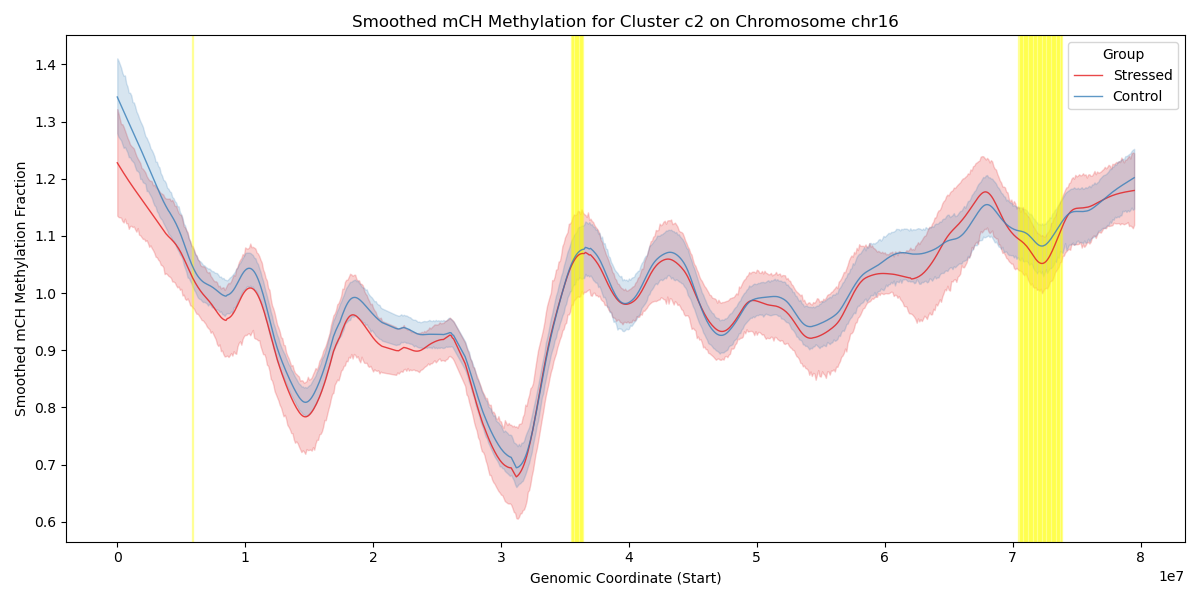 Smoothed mCH Methylation for Cluster c2 on Chromosome chr16
Smoothed mCH Methylation Fraction
1.4
1.3
1.2
1.1
1.0
0.9
0.8
0.7
0.6
Group
Stressed
Control
0 1 2 3 4 5 6 7 8
1e7
Genomic Coordinate (Start)